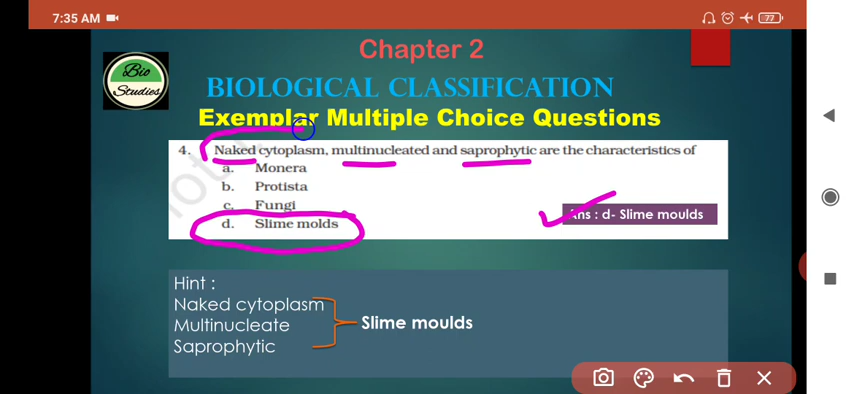 7:35 AM
77
Chapter 2
Bio
Studies
BIOLOGICAL CLASSIFICATION
Exemplar Multiple Choice Questions
4. Naked cytoplasm, multinucleated and saprophytic are the characteristics of
a. Monera
b. Protista
c. Fungi
d. Slime molds
Ans : d- Slime moulds
Hint :
Naked cytoplasm
Multinucleate
Saprophytic
Slime moulds